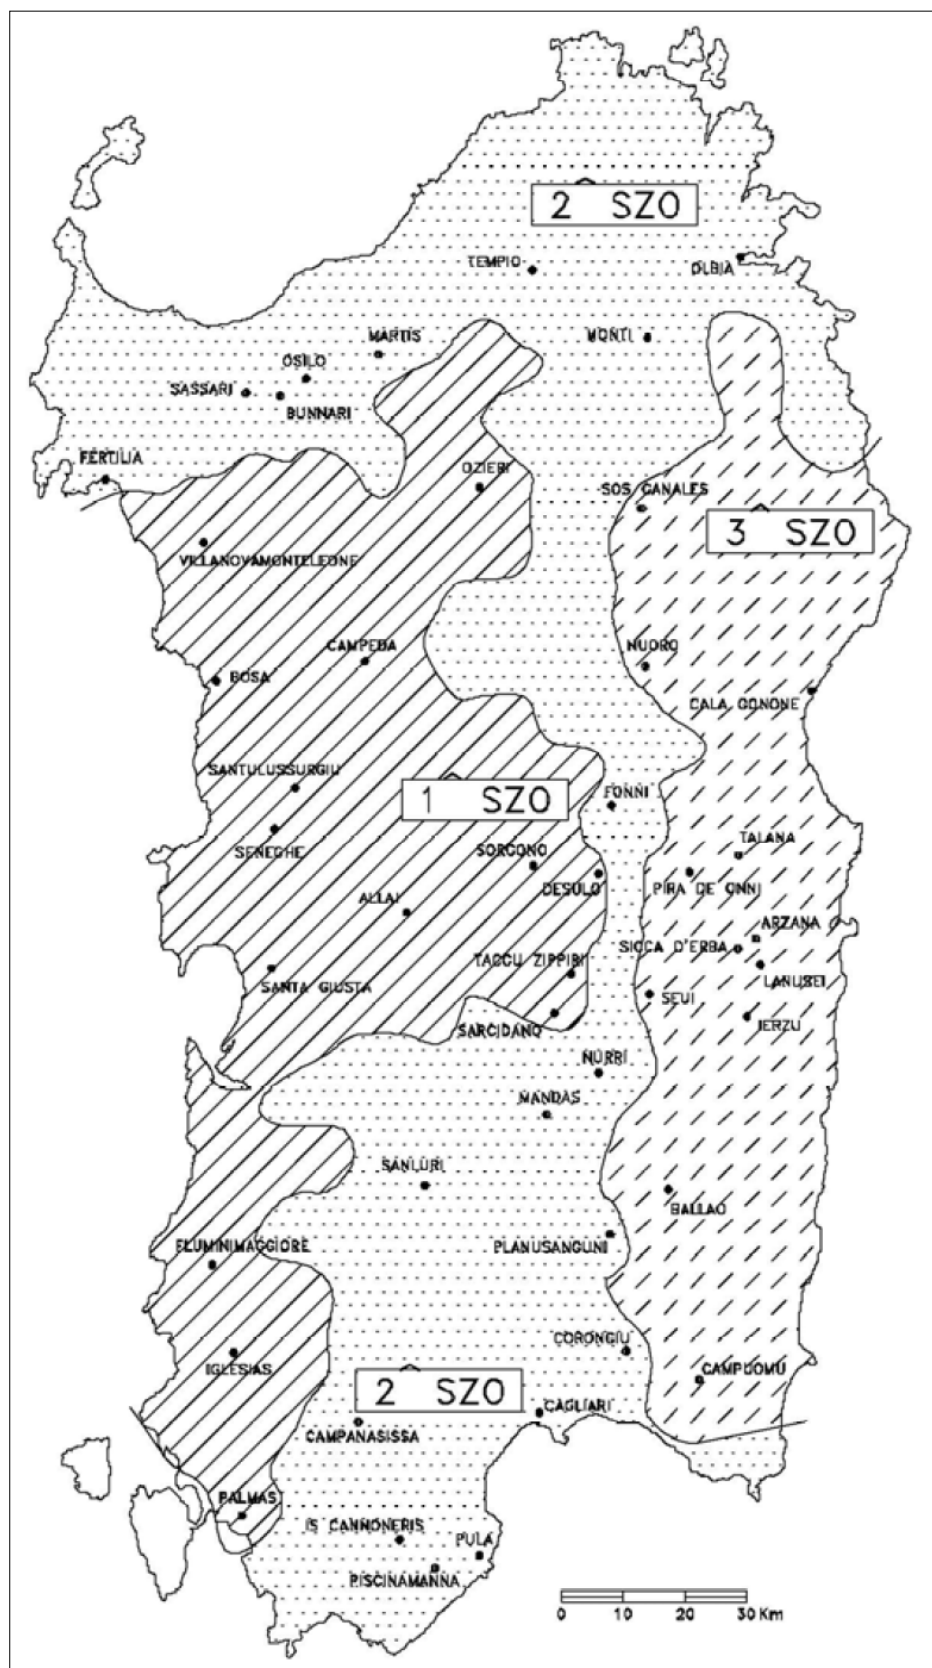 2 SZO
TEMPIO
OLBIA
MARTIS
MONTI
OSILO
SASSARI
BUNNARI
FERTILIA
OZIERI
SOS CANALES
3 SZO
VILLANOVAMONTELEONE
CAMPEDA
NUORO
BOSA
CALA GONONE
SANTULUSSURGIU
1 SZO
FONNI
SENEGHE
SORGONO
TALANA
DESULO
PIRA DE ONNI
ALLAI
ARZANA
SICCA D'ERBA
TACCU ZIPPIRI
SANTA GIUSTA
LANUSEI
SEUI
SARCIDANO
IERZU
NURRI
MANDAS
SANLURI
BALLAO
FLUMINIMAGGIORE
PLANUSANGUNI
CORONGIU
IGLESIAS
CAMPUOMU
2 SZO
CAGLIARI
CAMPANASISSA
PALMAS
IS CANNONERIS
PULA
PISCINAMANNA
0 10 20 30 Km